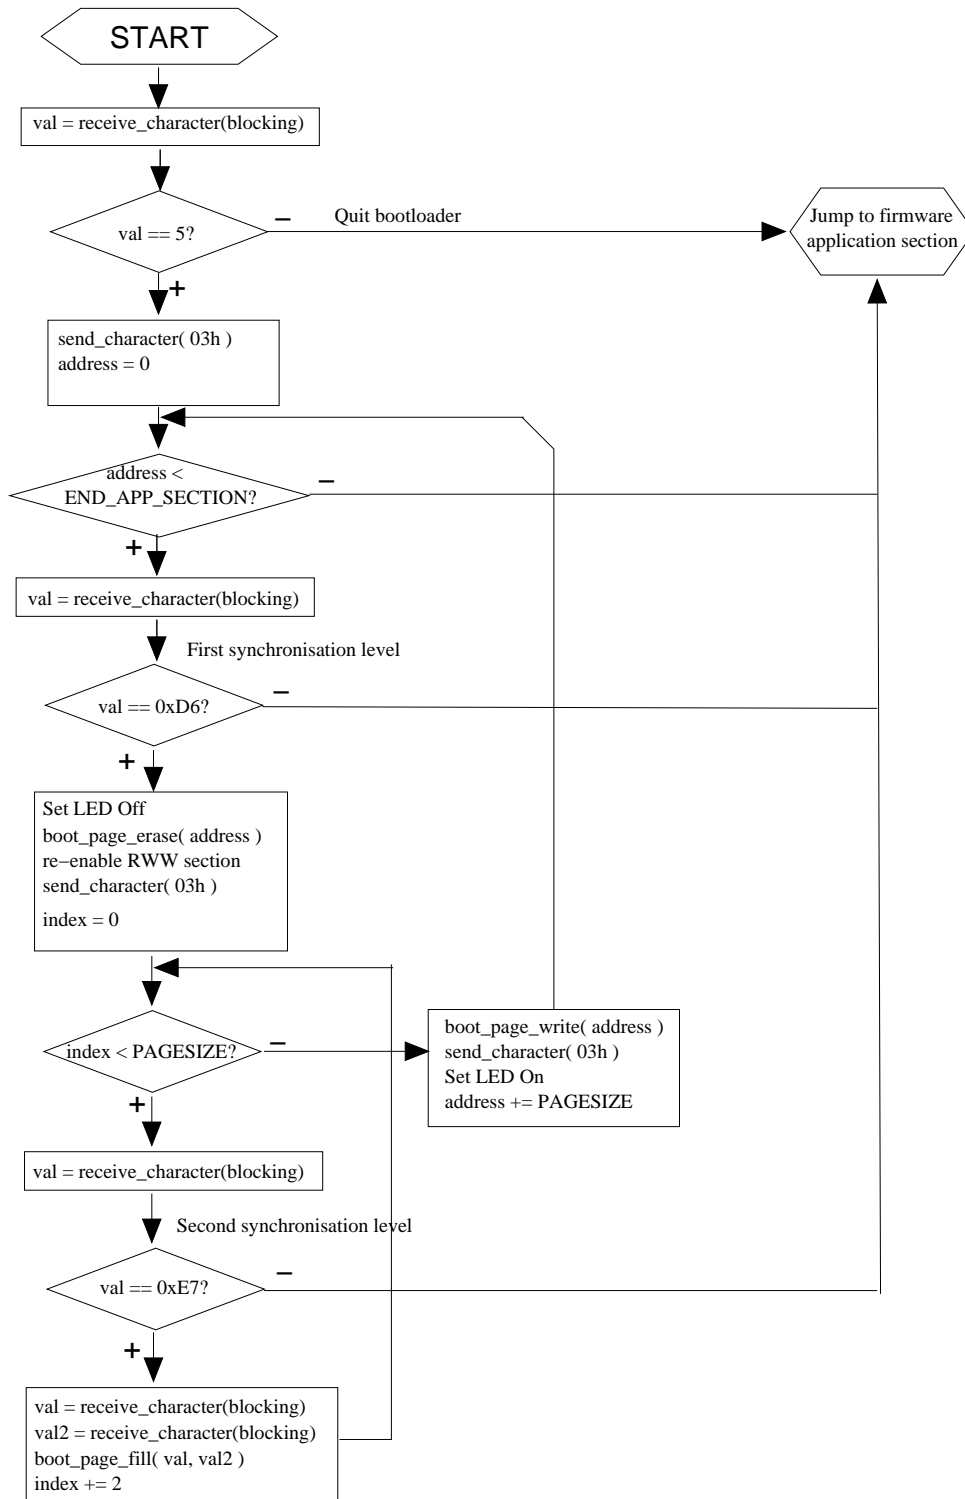 START
val = receive_character(blocking)
val == 5?
−
Quit bootloader
Jump to firmware
application section
+
send_character( 03h )
address = 0
address <
END_APP_SECTION?
−
+
val = receive_character(blocking)
First synchronisation level
val == 0xD6?
−
+
Set LED Off
boot_page_erase( address )
re−enable RWW section
send_character( 03h )
index = 0
index < PAGESIZE?
−
boot_page_write( address )
send_character( 03h )
Set LED On
address += PAGESIZE
+
val = receive_character(blocking)
Second synchronisation level
val == 0xE7?
−
+
val = receive_character(blocking)
val2 = receive_character(blocking)
boot_page_fill( val, val2 )
index += 2